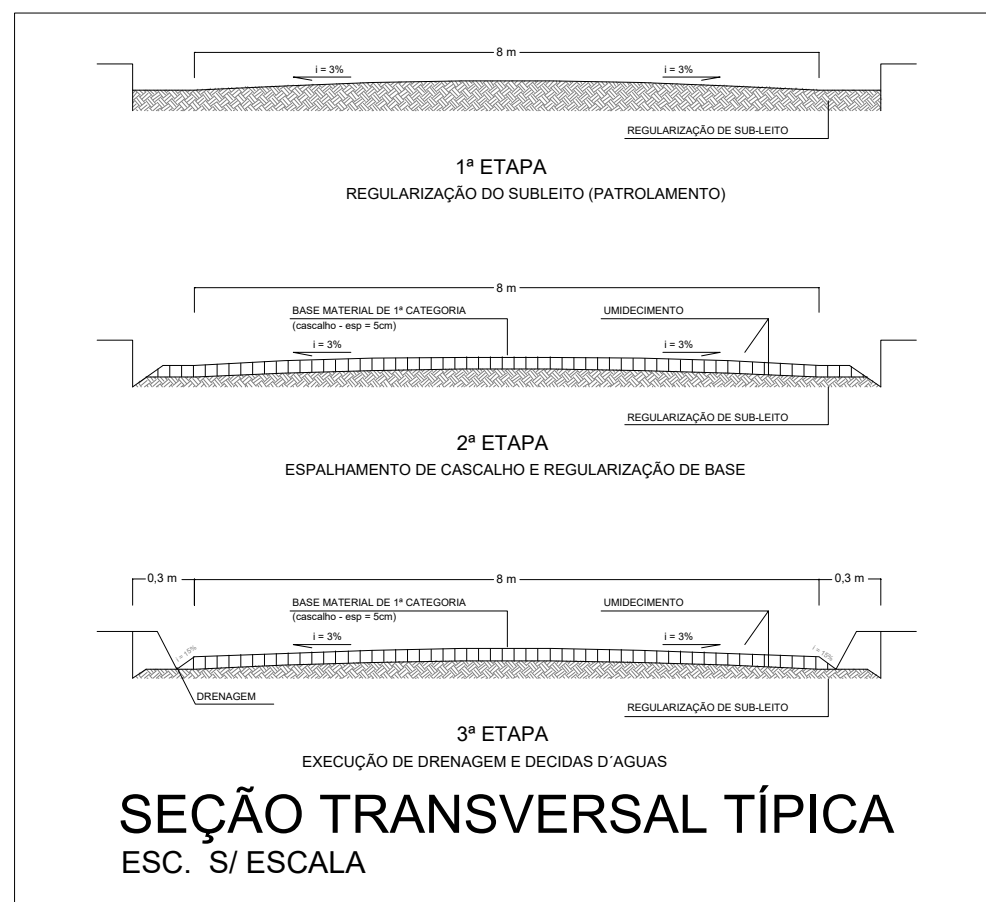 8 m
i = 3%
i = 3%
REGULARIZAÇÃO DE SUB-LEITO
1ª ETAPA
REGULARIZAÇÃO DO SUBLEITO (PATROLAMENTO)
8 m
BASE MATERIAL DE 1ª CATEGORIA
UMIDECIMENTO
(cascalho - esp = 5cm)
i = 3%
i = 3%
REGULARIZAÇÃO DE SUB-LEITO
2ª ETAPA
ESPALHAMENTO DE CASCALHO E REGULARIZAÇÃO DE BASE
0,3 m
8 m
0,3 m
BASE MATERIAL DE 1ª CATEGORIA
UMIDECIMENTO
(cascalho - esp = 5cm)
i = 3%
i = 3%
i = 15%
i = 15%
DRENAGEM
REGULARIZAÇÃO DE SUB-LEITO
3ª ETAPA
EXECUÇÃO DE DRENAGEM E DECIDAS D´AGUAS
SEÇÃO TRANSVERSAL TÍPICA
ESC. S/ ESCALA